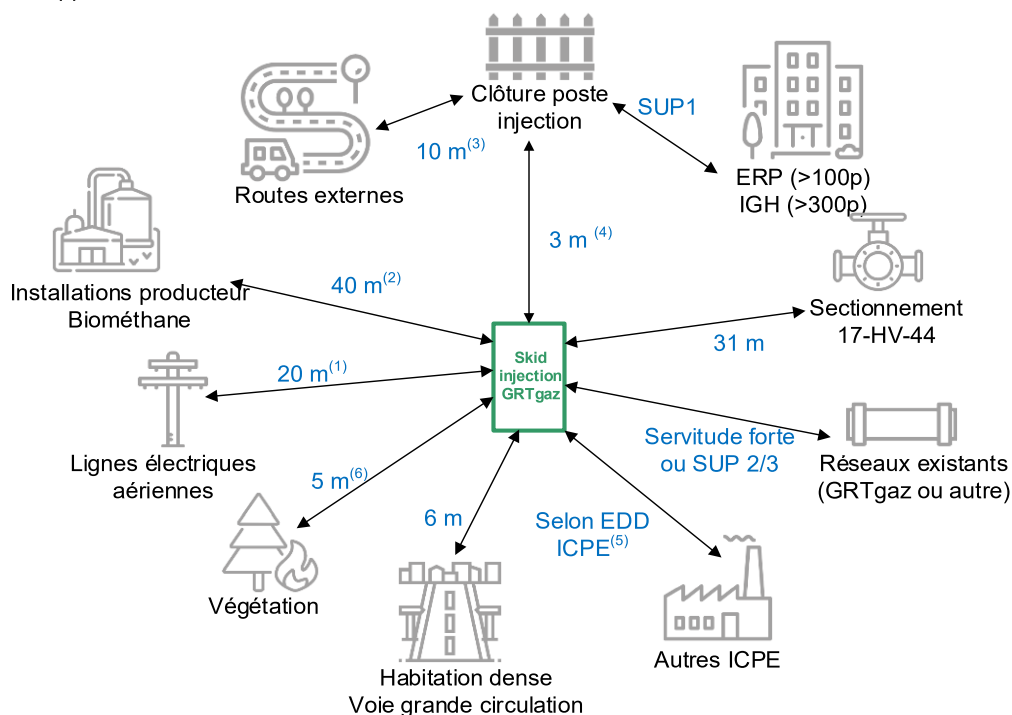 Clôture poste
injection
SUP1
10 m(3)
Routes externes
ERP (>100p)
IGH (>300p)
3 m (4)
40 m(2)
Installations producteur
Biométhane
Sectionnement
17-HV-44
31 m
Skid
injection
GRTgaz
20 m(1)
Lignes électriques
aériennes
Servitude forte
ou SUP 2/3
Réseaux existants
(GRTgaz ou autre)
5 m(6)
6 m
Selon EDD
ICPE(5)
Végétation
Autres ICPE
Habitation dense
Voie grande circulation